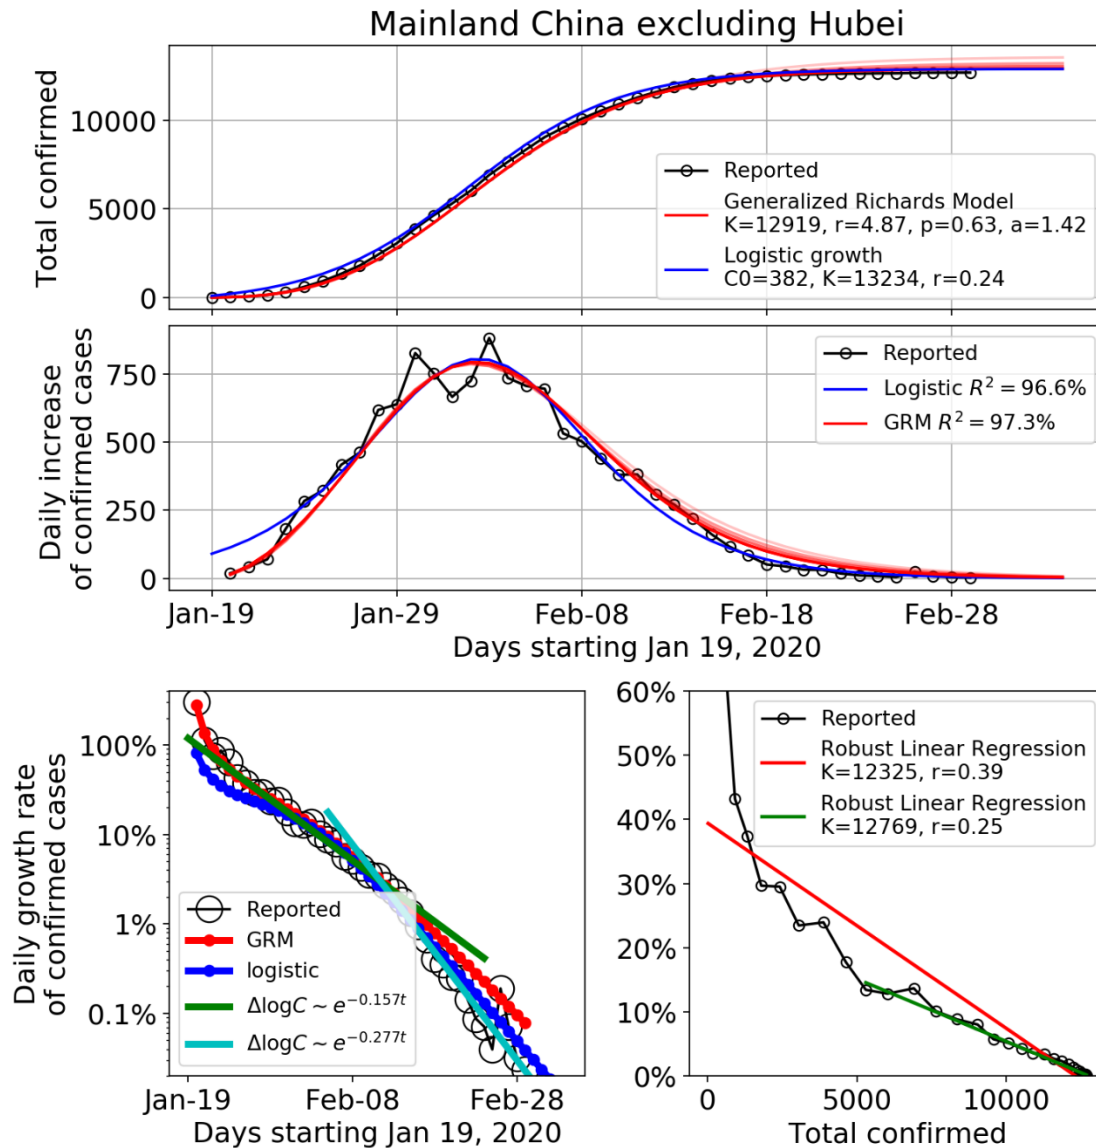 Mainland China excluding Hubei
Total confirmed
10000
5000
0
Reported
Generalized Richards Model
K=12919, r=4.87, p=0.63, a=1.42
Logistic growth
C0=382, K=13234, r=0.24
Daily increase
of confirmed cases
750
500
250
0
Reported
Logistic R² = 96.6%
GRM R² = 97.3%
Jan-19
Jan-29
Feb-08
Feb-18
Feb-28
Days starting Jan 19, 2020
Daily growth rate
of confirmed cases
100%
10%
1%
0.1%
Reported
GRM
logistic
ΔlogC ~ e^{-0.157t}
ΔlogC ~ e^{-0.277t}
Jan-19
Feb-08
Feb-28
Days starting Jan 19, 2020
60%
50%
40%
30%
20%
10%
0%
Reported
Robust Linear Regression
K=12325, r=0.39
Robust Linear Regression
K=12769, r=0.25
0
5000
10000
Total confirmed